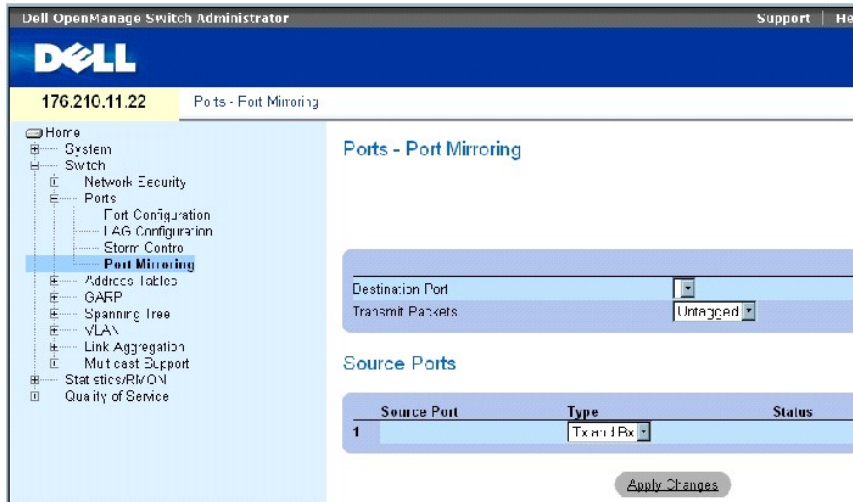 Dell OpenManage Switch Administrator
Support | He
DELL
176.210.11.22
Ports - Port Mirroring
Home
System
Switch
Network Security
Ports
Port Configuration
LAG Configuration
Storm Control
Port Mirroring
Address Tables
GARP
Spanning Tree
VLAN
Link Aggregation
Multicast Support
Statistics/RMON
Quality of Service
Ports - Port Mirroring
Destination Port
Transmit Packets Untagged
Source Ports
Source Port Type Status
1 Tx and Rx
Apply Changes